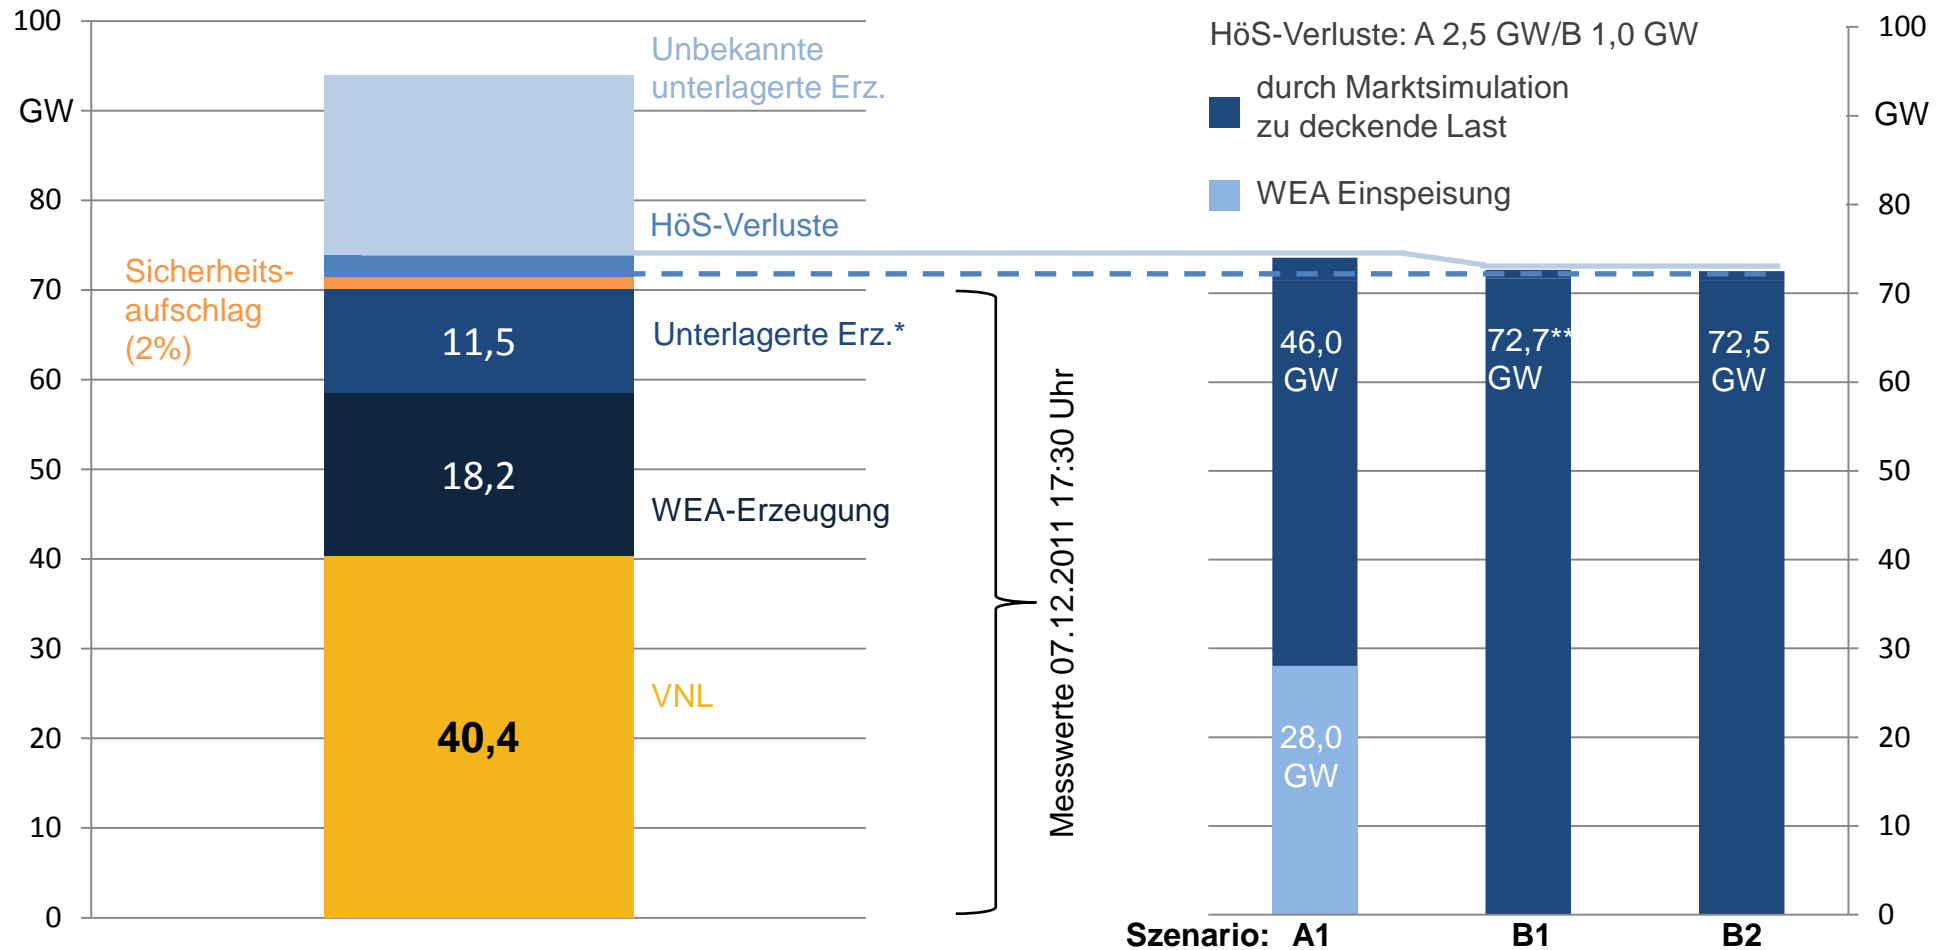 100
GW
80
70
60
50
40
30
20
10
0
Unbekannte
unterlagerte Erz.
HöS-Verluste
Sicherheits-
aufschlag
(2%)
11,5
Unterlagerte Erz.*
18,2
WEA-Erzeugung
40,4
VNL
Messwerte 07.12.2011 17:30 Uhr
HöS-Verluste: A 2,5 GW/B 1,0 GW
durch Marktsimulation
zu deckende Last
WEA Einspeisung
46,0
GW
28,0
GW
72,7**
GW
72,5
GW
100
GW
80
70
60
50
40
30
20
10
0
Szenario: A1 B1 B2